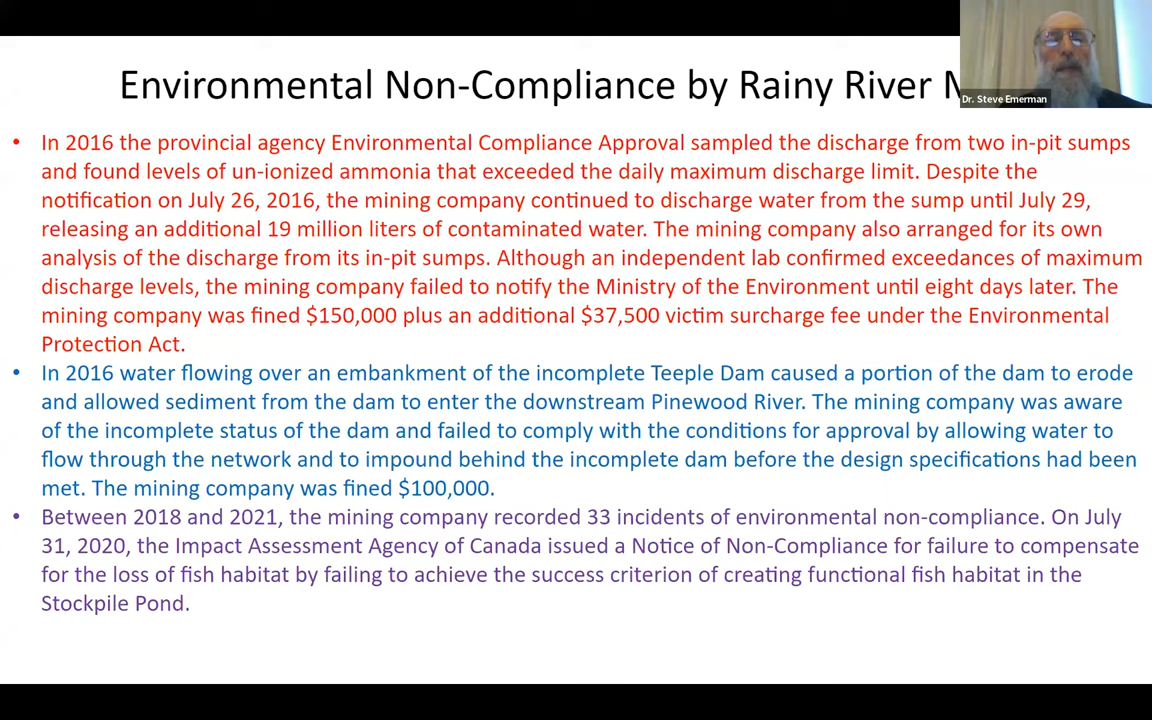 Environmental Non-Compliance by Rainy River
Dr. Steve Emerman
• In 2016 the provincial agency Environmental Compliance Approval sampled the discharge from two in-pit sumps
and found levels of un-ionized ammonia that exceeded the daily maximum discharge limit. Despite the
notification on July 26, 2016, the mining company continued to discharge water from the sump until July 29,
releasing an additional 19 million liters of contaminated water. The mining company also arranged for its own
analysis of the discharge from its in-pit sumps. Although an independent lab confirmed exceedances of maximum
discharge levels, the mining company failed to notify the Ministry of the Environment until eight days later. The
mining company was fined $150,000 plus an additional $37,500 victim surcharge fee under the Environmental
Protection Act.
• In 2016 water flowing over an embankment of the incomplete Teeple Dam caused a portion of the dam to erode
and allowed sediment from the dam to enter the downstream Pinewood River. The mining company was aware
of the incomplete status of the dam and failed to comply with the conditions for approval by allowing water to
flow through the network and to impound behind the incomplete dam before the design specifications had been
met. The mining company was fined $100,000.
• Between 2018 and 2021, the mining company recorded 33 incidents of environmental non-compliance. On July
31, 2020, the Impact Assessment Agency of Canada issued a Notice of Non-Compliance for failure to compensate
for the loss of fish habitat by failing to achieve the success criterion of creating functional fish habitat in the
Stockpile Pond.